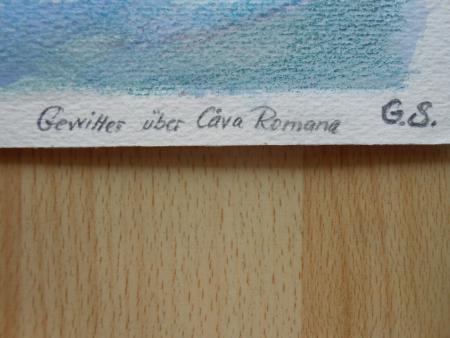 Gewitter über Cava Romana G.S.